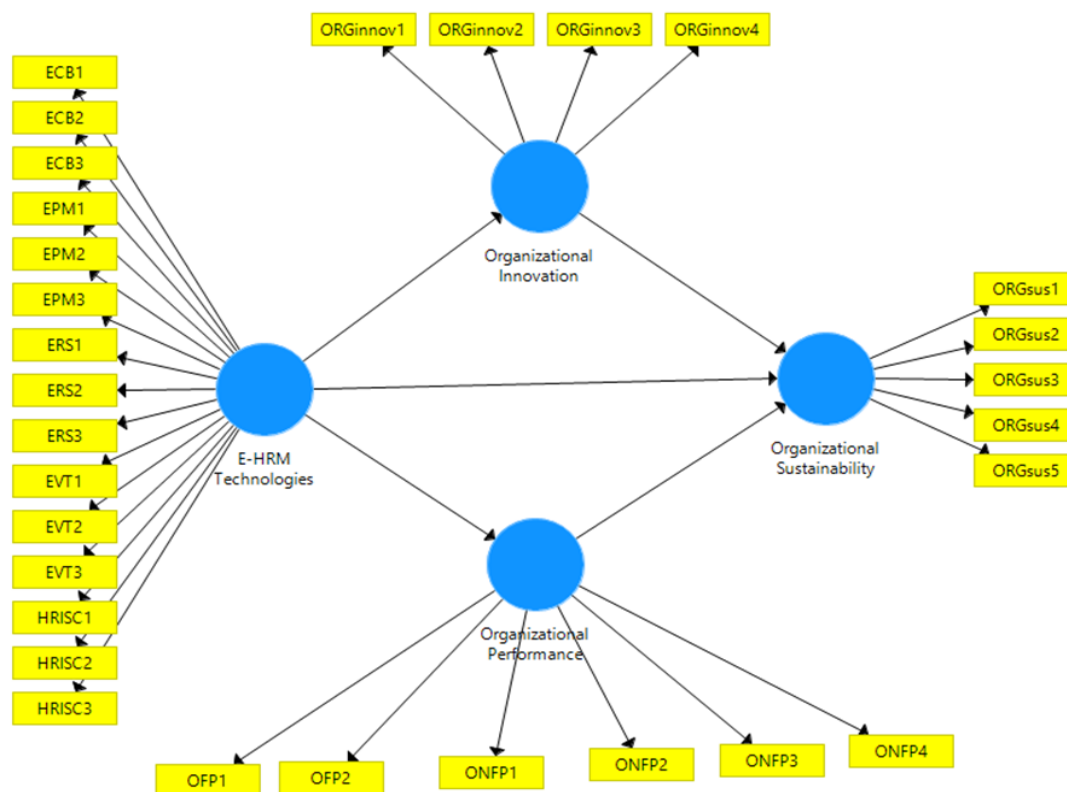 ORGinnov1
ORGinnov2
ORGinnov3
ORGinnov4
ECB1
ECB2
ECB3
EPM1
EPM2
EPM3
ERS1
ERS2
ERS3
EVT1
EVT2
EVT3
HRISC1
HRISC2
HRISC3
Organizational
Innovation
E-HRM
Technologies
Organizational
Sustainability
ORGsus1
ORGsus2
ORGsus3
ORGsus4
ORGsus5
Organizational
Performance
OFP1
OFP2
ONFP1
ONFP2
ONFP3
ONFP4